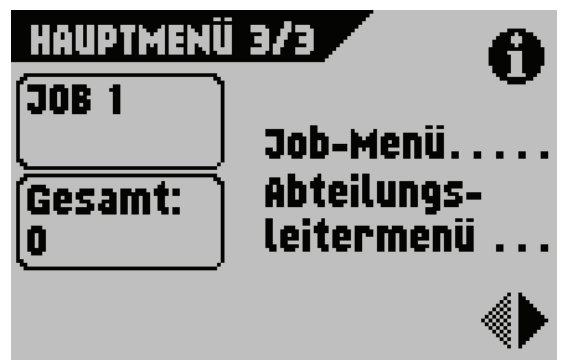 HAUPTMENÜ 3/3
JOB 1
Gesamt:
0
Job-Menü.....
Abteilungs-
leitermenü ...